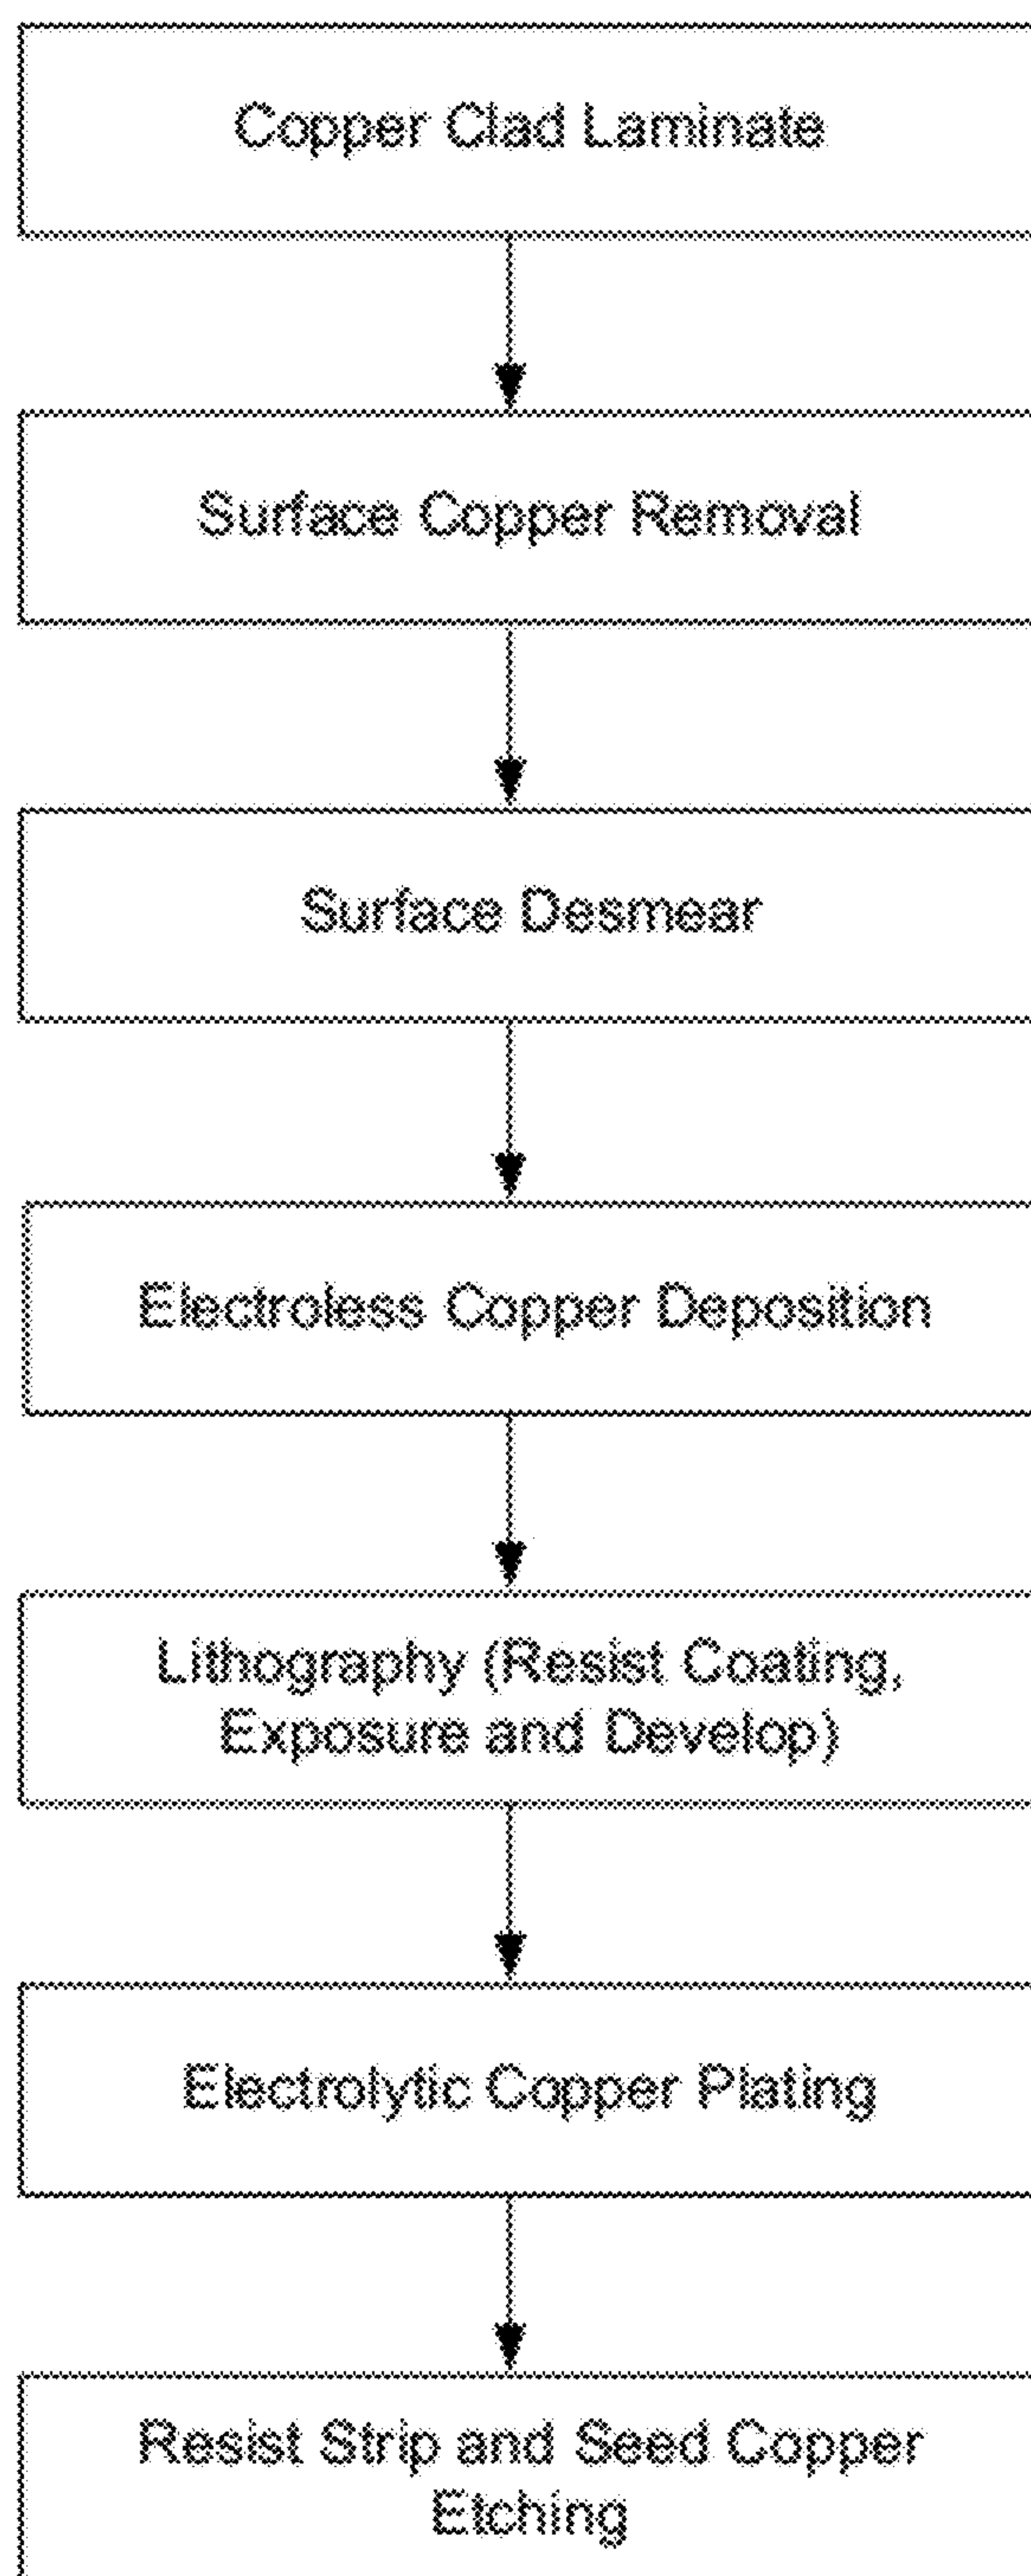 Copper Clad Laminate
Surface Copper Removal
Surface Desmear
Electroless Copper Deposition
Lithography (Resist Coating,
Exposure and Develop)
Electrolytic Copper Plating
Resist Strip and Seed Copper
Etching